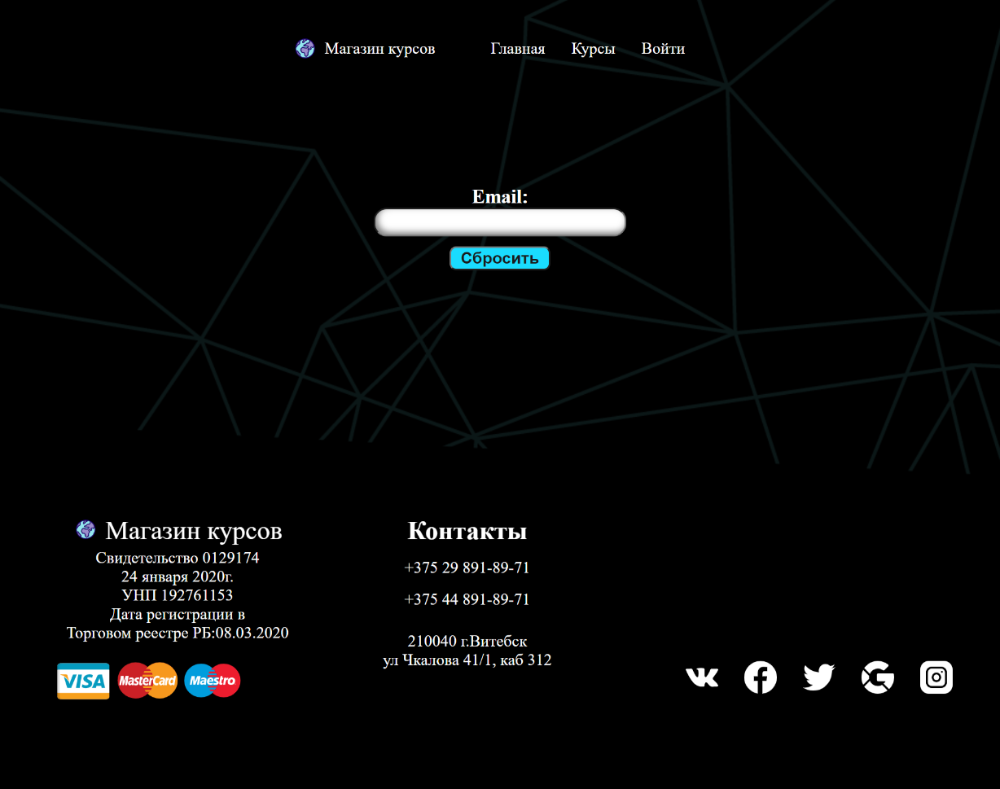 Магазин курсов Главная Курсы Войти
Email:
Сбросить
Магазин курсов
Свидетельство 0129174
24 января 2020г.
УНП 192761153
Дата регистрации в
Торговом реестре РБ:08.03.2020
VISA MasterCard Maestro
Контакты
+375 29 891-89-71
+375 44 891-89-71
210040 г.Витебск
ул Чкалова 41/1, каб 312